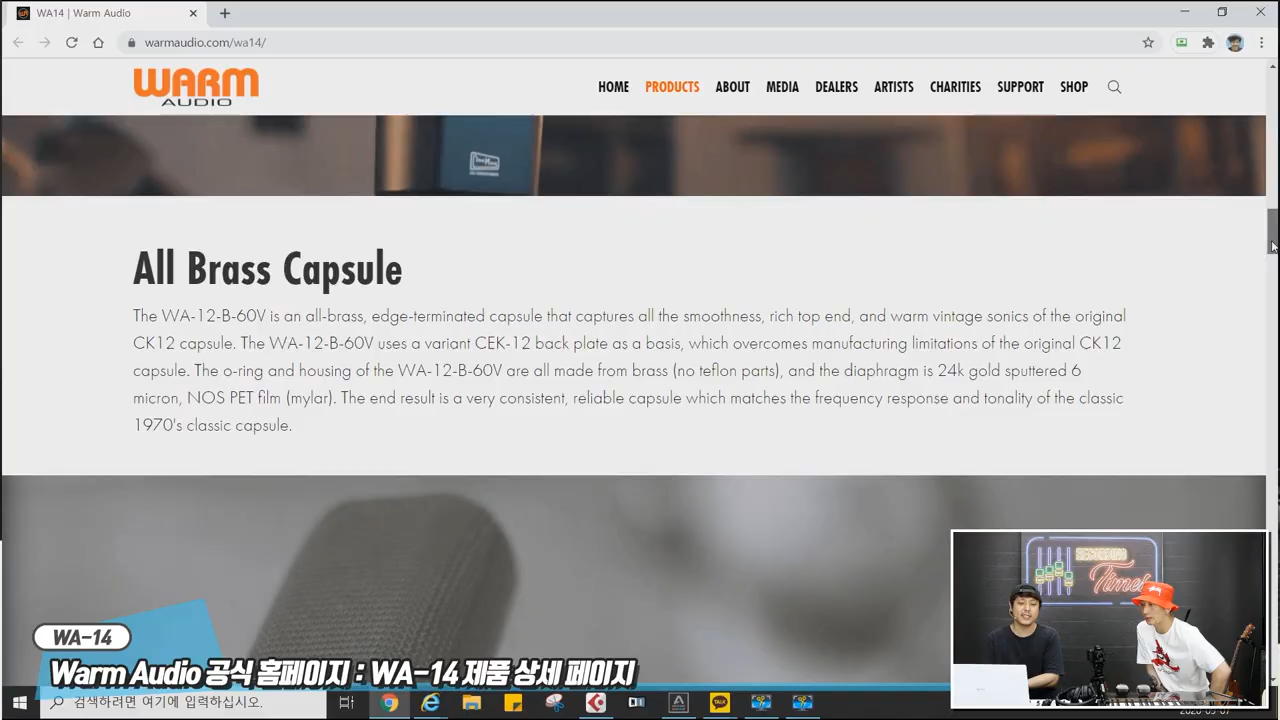 WA14 | Warm Audio
warmaudio.com/wa14/
WARM
AUDIO
HOME PRODUCTS ABOUT MEDIA DEALERS ARTISTS CHARITIES SUPPORT SHOP
All Brass Capsule
The WA-12-B-60V is an all-brass, edge-terminated capsule that captures all the smoothness, rich top end, and warm vintage sonics of the original
CK12 capsule. The WA-12-B-60V uses a variant CEK-12 back plate as a basis, which overcomes manufacturing limitations of the original CK12
capsule. The o-ring and housing of the WA-12-B-60V are all made from brass (no teflon parts), and the diaphragm is 24k gold sputtered 6
micron, NOS PET film (mylar). The end result is a very consistent, reliable capsule which matches the frequency response and tonality of the classic
1970's classic capsule.
Time
WA-14
Warm Audio 공식 홈페이지 : WA-14 제품 상세 페이지
검색하려면 여기에 입력하십시오.
TALK